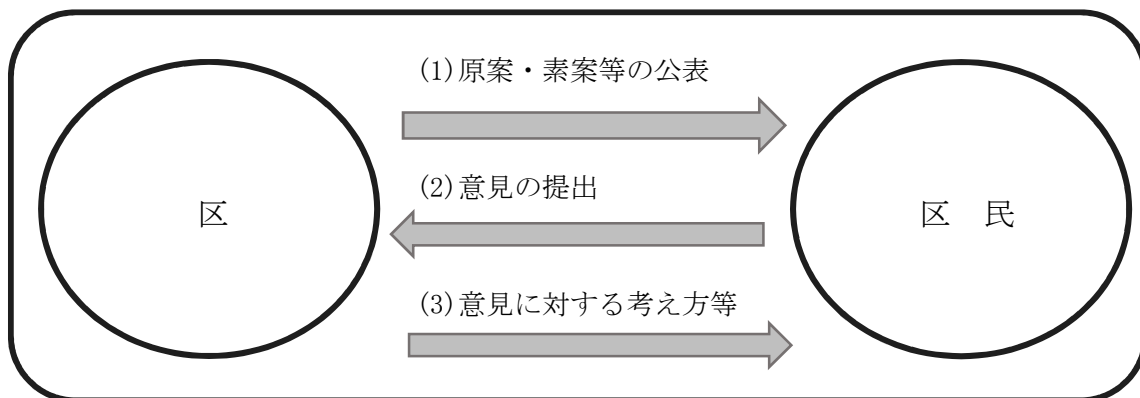 (1)原案・素案等の公表
(2)意見の提出
区
区　民
(3)意見に対する考え方等